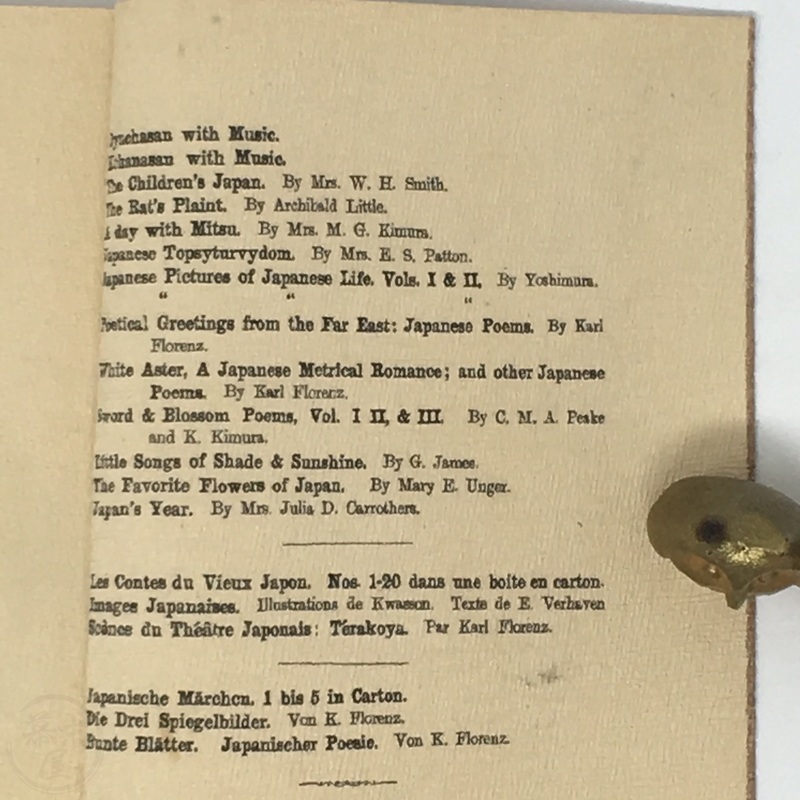 with Music.
with Music.
The Children's Japan. By Mrs. W. H. Smith.
The Rat's Plaint. By Archibald Little.
A day with Mitsu. By Mrs. M. G. Kimura.
Japanese Topsyturvydom. By Mrs. E. S. Patton.
Japanese Pictures of Japanese Life. Vols. I & II. By Yoshimura.
" " "
Poetical Greetings from the Far East: Japanese Poems. By Karl
Florenz.
White Aster, A Japanese Metrical Romance; and other Japanese
Poems. By Karl Florenz.
Sword & Blossom Poems, Vol. I II, & III. By C. M. A. Peake
and K. Kimura.
Little Songs of Shade & Sunshine. By G. James.
The Favorite Flowers of Japan. By Mary E. Unger.
Japan's Year. By Mrs. Julia D. Carrothers.
Les Contes du Vieux Japon. Nos. 1-20 dans une boite en carton.
Images Japanaises. Illustrations de Kwasson. Texte de E. Verhaven
Scènce du Théâtre Japonais: Térakoya. Par Karl Florenz.
Japanische Märchen. 1 bis 5 in Carton.
Die Drei Spiegelbilder. Von K. Florenz.
Bunte Blätter. Japanischer Poesie. Von K. Florenz.